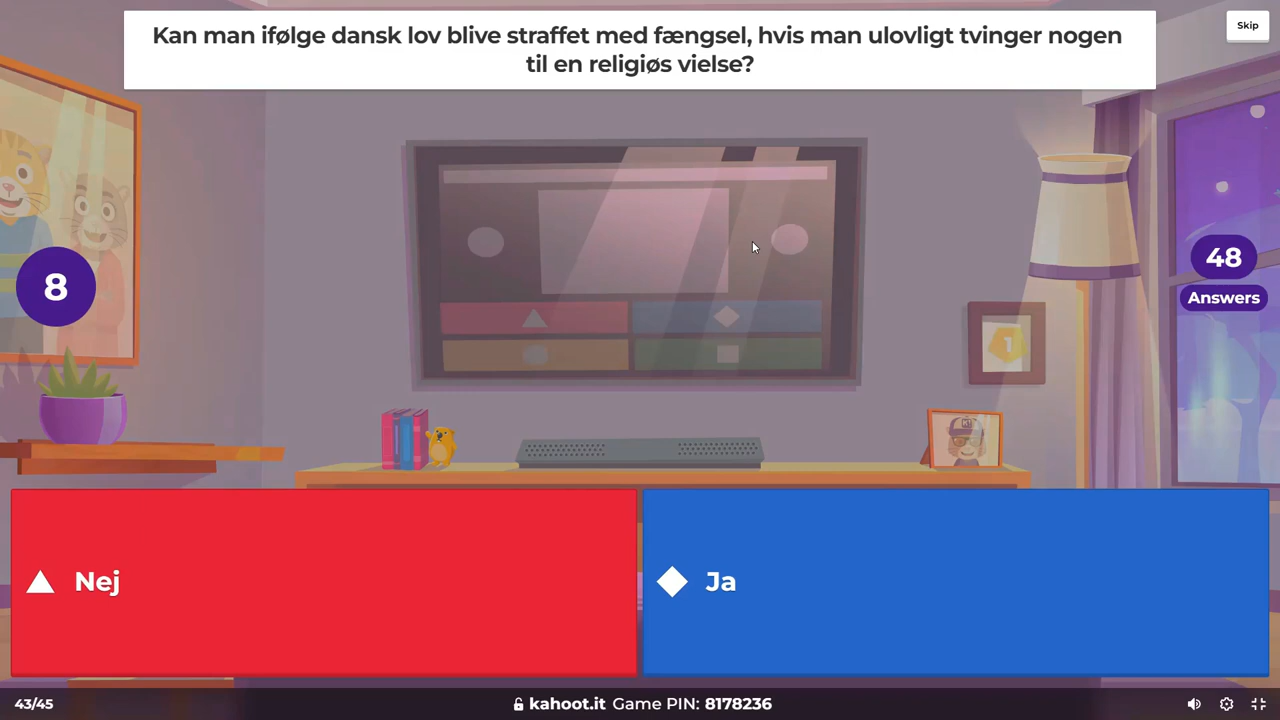 Kan man ifølge dansk lov blive straffet med fængsel, hvis man ulovligt tvinger nogen
til en religiøs vielse?
Skip
8
48
Answers
1
Nej
Ja
43/45
kahoot.it Game PIN: 8178236